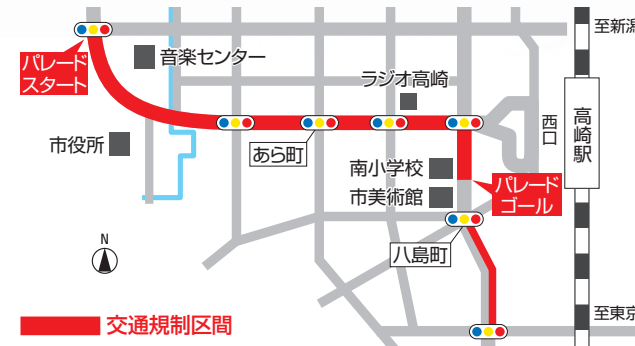 至新潟
パレード
スタート
音楽センター
ラジオ高崎
市役所
あら町
西口
高崎駅
南小学校
市美術館
パレード
ゴール
八島町
N
至東京
交通規制区間